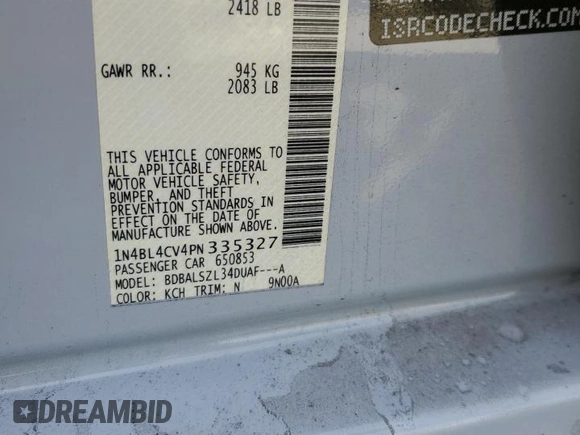 2418 LB
ISRCODECHECK.COM
GAWR RR.: 945 KG
2083 LB
THIS VEHICLE CONFORMS TO
ALL APPLICABLE FEDERAL
MOTOR VEHICLE SAFETY,
BUMPER, AND THEFT
PREVENTION STANDARDS IN
EFFECT ON THE DATE OF
MANUFACTURE SHOWN ABOVE.
1N4BL4CV4PN335327
PASSENGER CAR 650853
MODEL: BDBALSZL34DUAF---A
COLOR: KCH TRIM: N 9N00A
DREAMBID